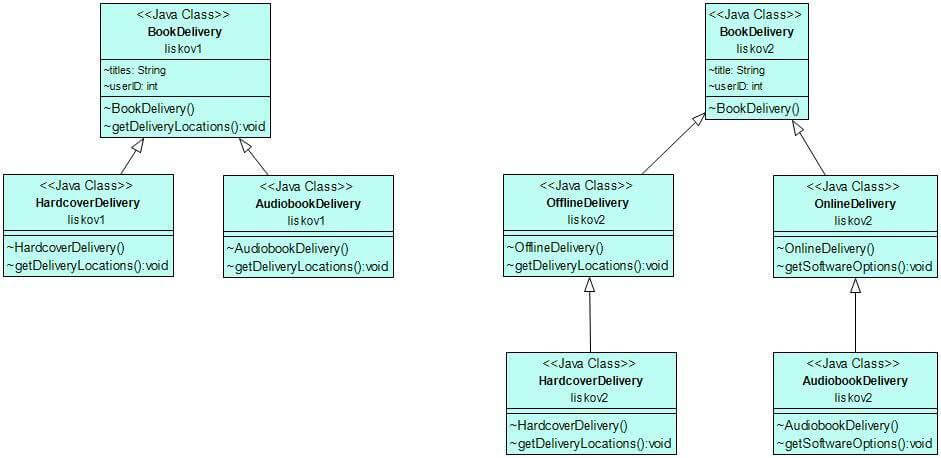 <<Java Class>>
BookDelivery
liskov1
~titles: String
~userID: int
~BookDelivery()
~getDeliveryLocations():void
<<Java Class>>
HardcoverDelivery
liskov1
~HardcoverDelivery()
~getDeliveryLocations():void
<<Java Class>>
AudiobookDelivery
liskov1
~AudiobookDelivery()
~getDeliveryLocations():void
<<Java Class>>
BookDelivery
liskov2
~title: String
~userID: int
~BookDelivery()
<<Java Class>>
OfflineDelivery
liskov2
~OfflineDelivery()
~getDeliveryLocations():void
<<Java Class>>
OnlineDelivery
liskov2
~OnlineDelivery()
~getSoftwareOptions():void
<<Java Class>>
HardcoverDelivery
liskov2
~HardcoverDelivery()
~getDeliveryLocations():void
<<Java Class>>
AudiobookDelivery
liskov2
~AudiobookDelivery()
~getSoftwareOptions():void